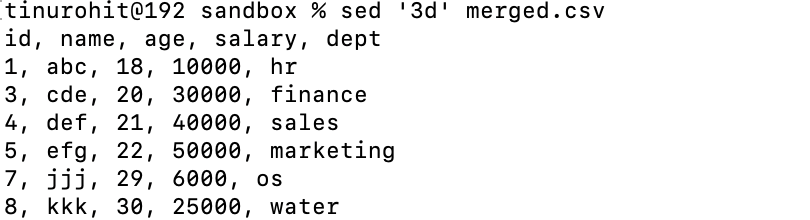 tinurohit@192 sandbox % sed '3d' merged.csv
id, name, age, salary, dept
1, abc, 18, 10000, hr
3, cde, 20, 30000, finance
4, def, 21, 40000, sales
5, efg, 22, 50000, marketing
7, jjj, 29, 6000, os
8, kkk, 30, 25000, water